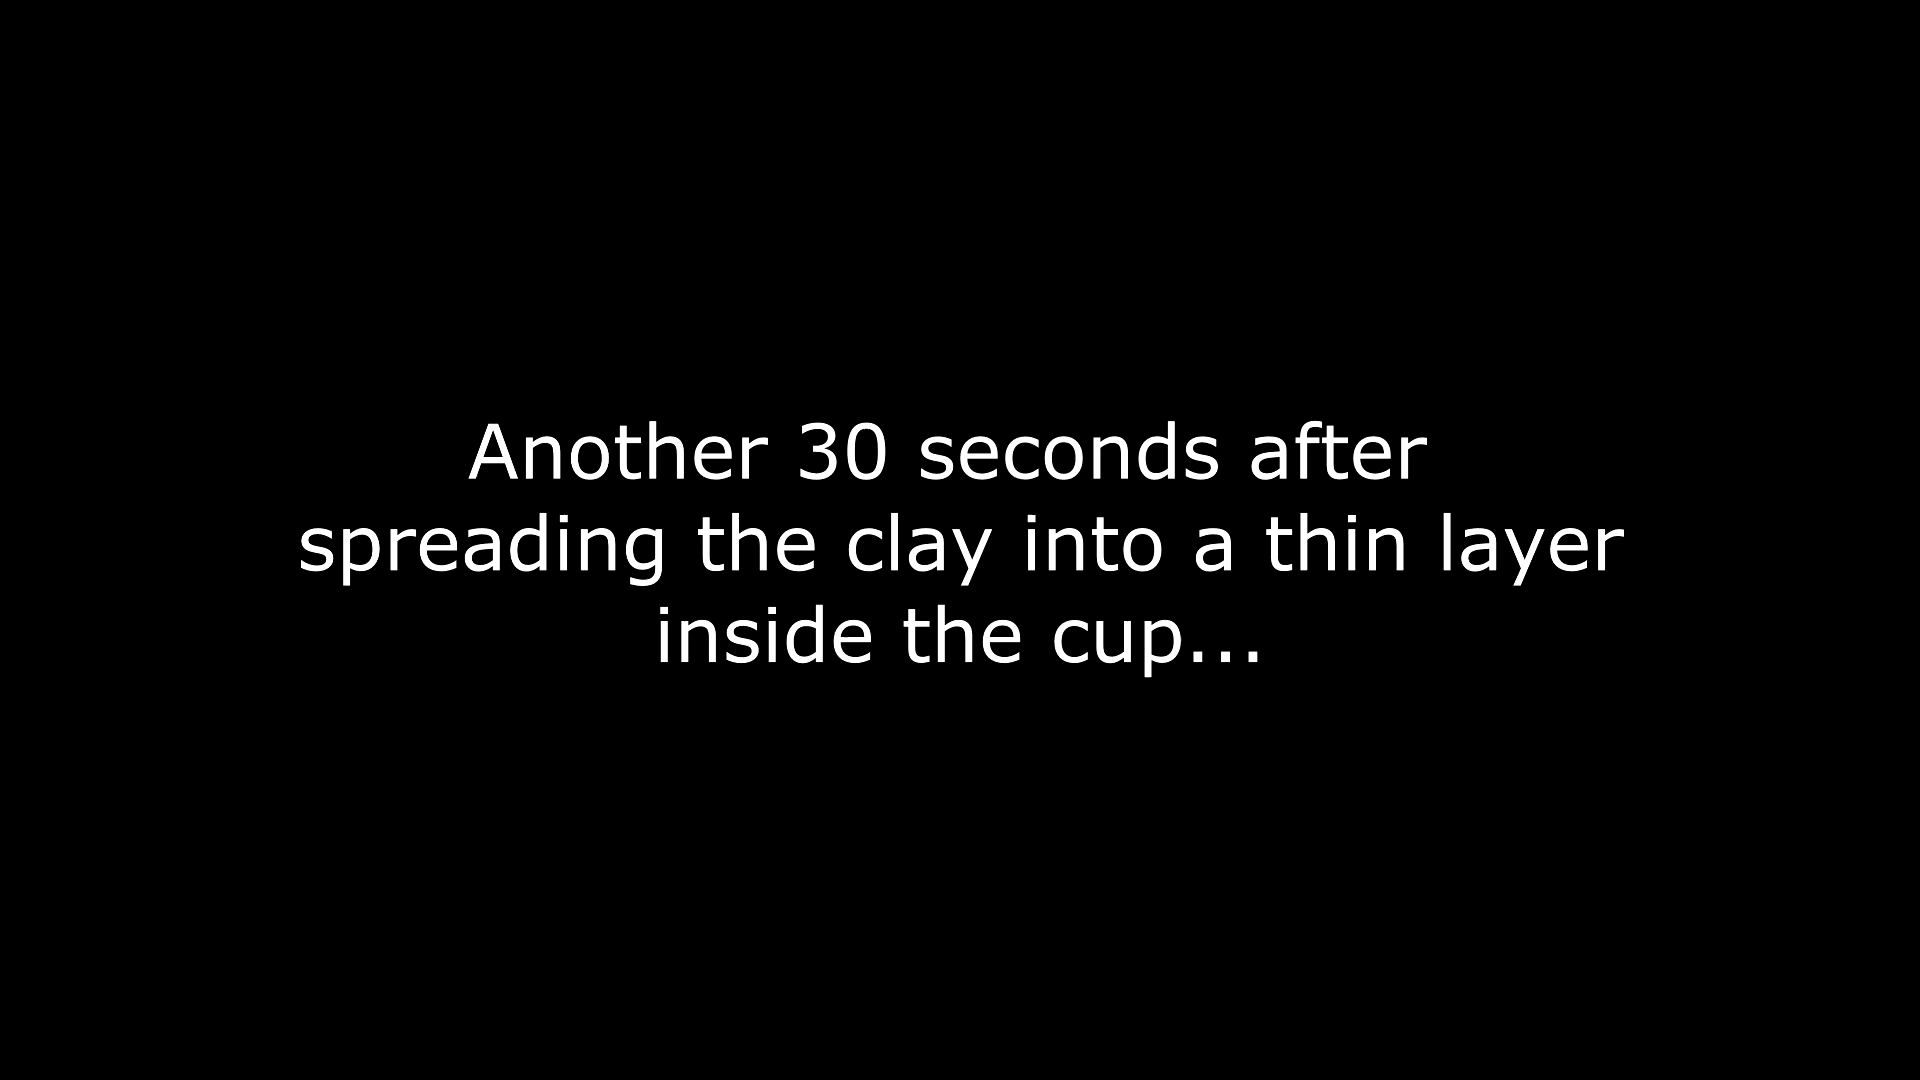 Another 30 seconds after
spreading the clay into a thin layer
inside the cup...